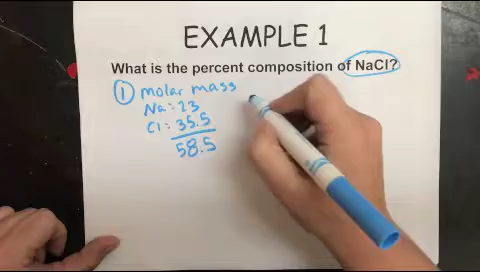 EXAMPLE 1
What is the percent composition of NaCl?
① molar mass
Na: 23
Cl: 35.5
58.5